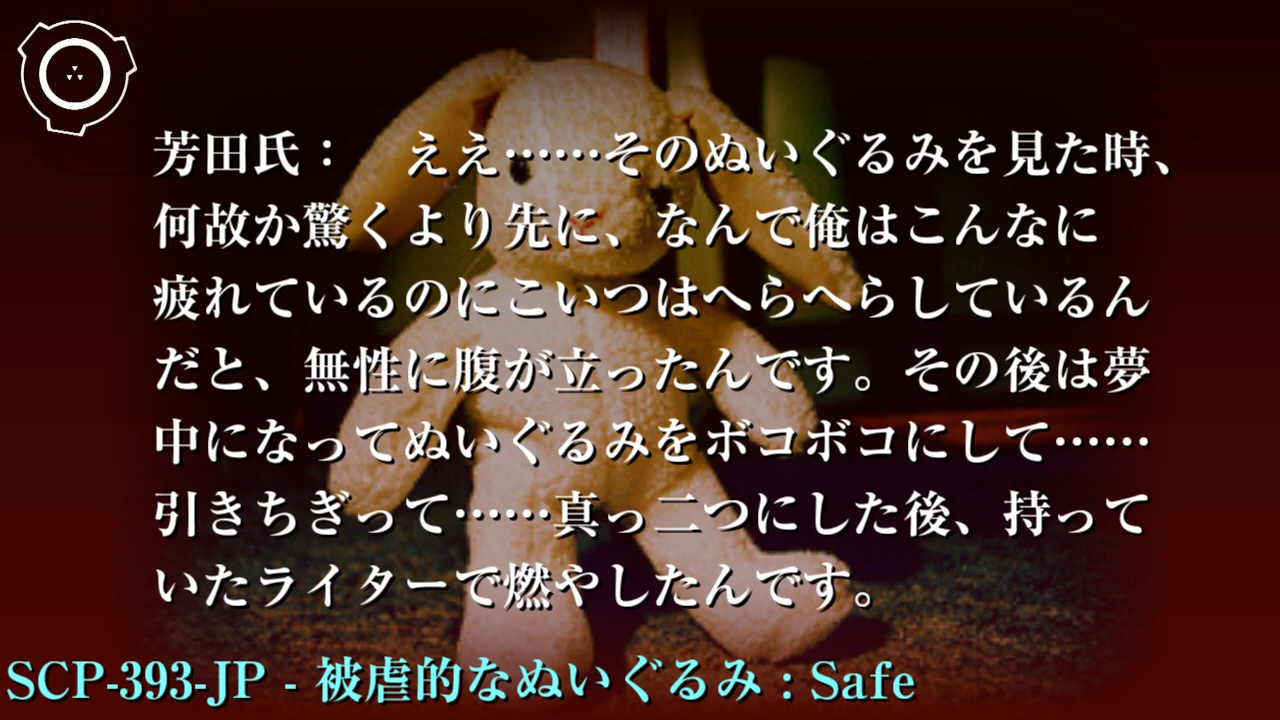 芳田氏：　ええ……そのぬいぐるみを見た時、
何故か驚くより先に、なんで俺はこんなに
疲れているのにこいつはへらへらしているん
だと、無性に腹が立ったんです。その後は夢
中になってぬいぐるみをボコボコにして……
引きちぎって……真っ二つにした後、持って
いたライターで燃やしたんです。
SCP-393-JP - 被虐的なぬいぐるみ : Safe